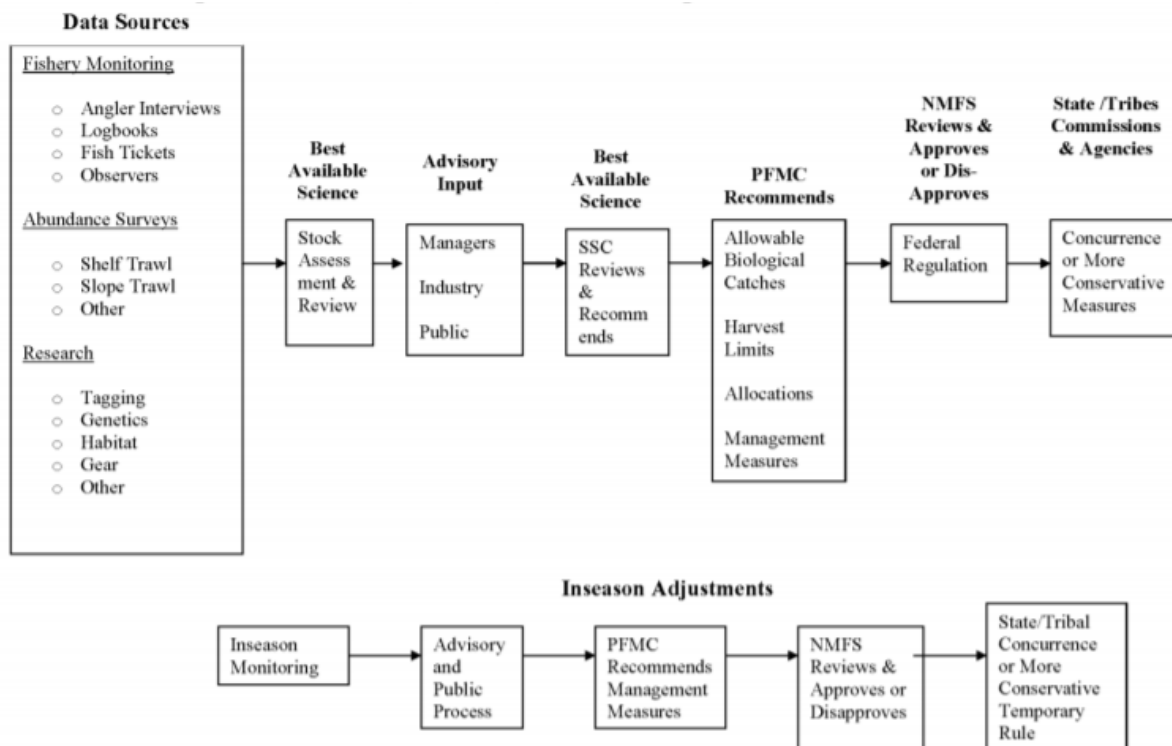 Data Sources
Fishery Monitoring
○ Angler Interviews
○ Logbooks
○ Fish Tickets
○ Observers
Abundance Surveys
○ Shelf Trawl
○ Slope Trawl
○ Other
Research
○ Tagging
○ Genetics
○ Habitat
○ Gear
○ Other
Best
Available
Science
Stock
Assess
ment &
Review
Advisory
Input
Managers
Industry
Public
Best
Available
Science
SSC
Reviews
&
Recomm
ends
PFMC
Recommends
Allowable
Biological
Catches
Harvest
Limits
Allocations
Management
Measures
NMFS
Reviews &
Approves
or Dis-
Approves
Federal
Regulation
State /Tribes
Commissions
& Agencies
Concurrence
or More
Conservative
Measures
Inseason Adjustments
Inseason
Monitoring
Advisory
and
Public
Process
PFMC
Recommends
Management
Measures
NMFS
Reviews &
Approves or
Disapproves
State/Tribal
Concurrence
or More
Conservative
Temporary
Rule